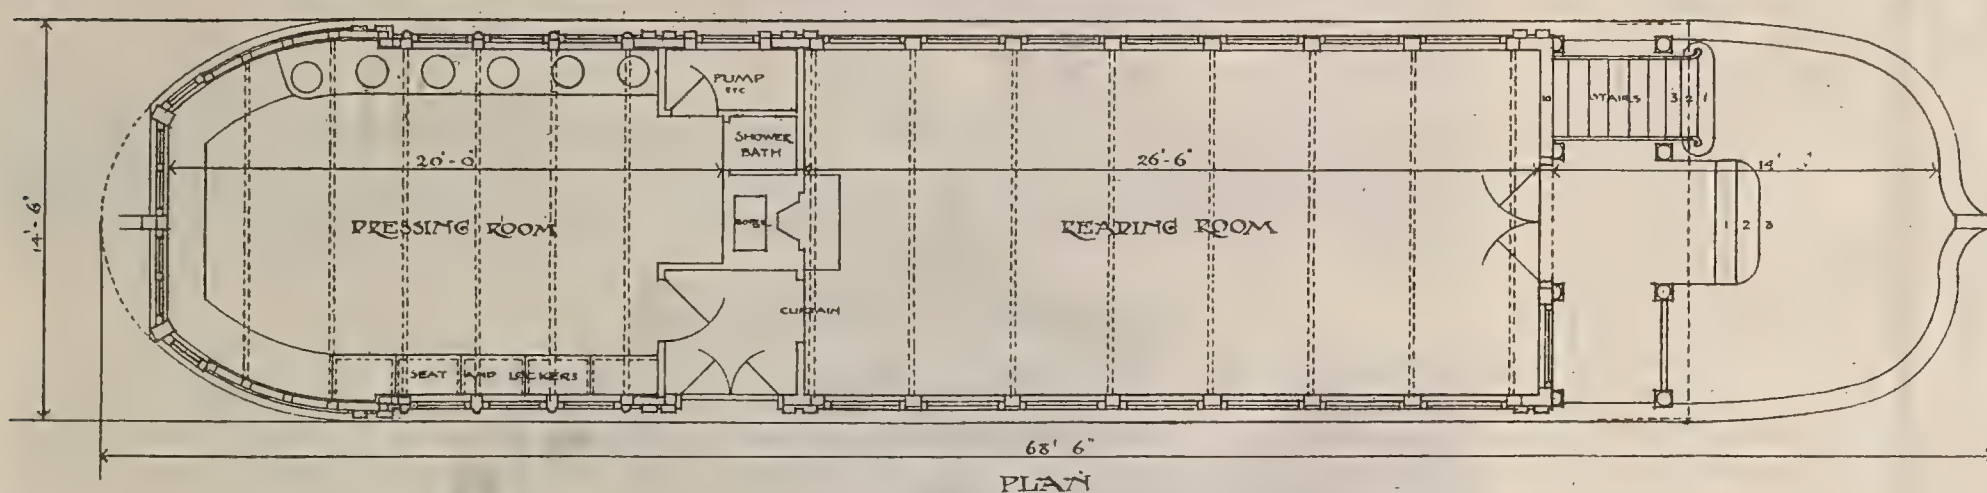 PUMP
ETC
SHOWER
BATH
10
STAIRS
3 2 1
20'-0"
26'-6"
14'
14'-6"
DRESSING ROOM
READING ROOM
1 2 3
CURTAIN
SEAT AND LOCKERS
68' 6"
PLAN